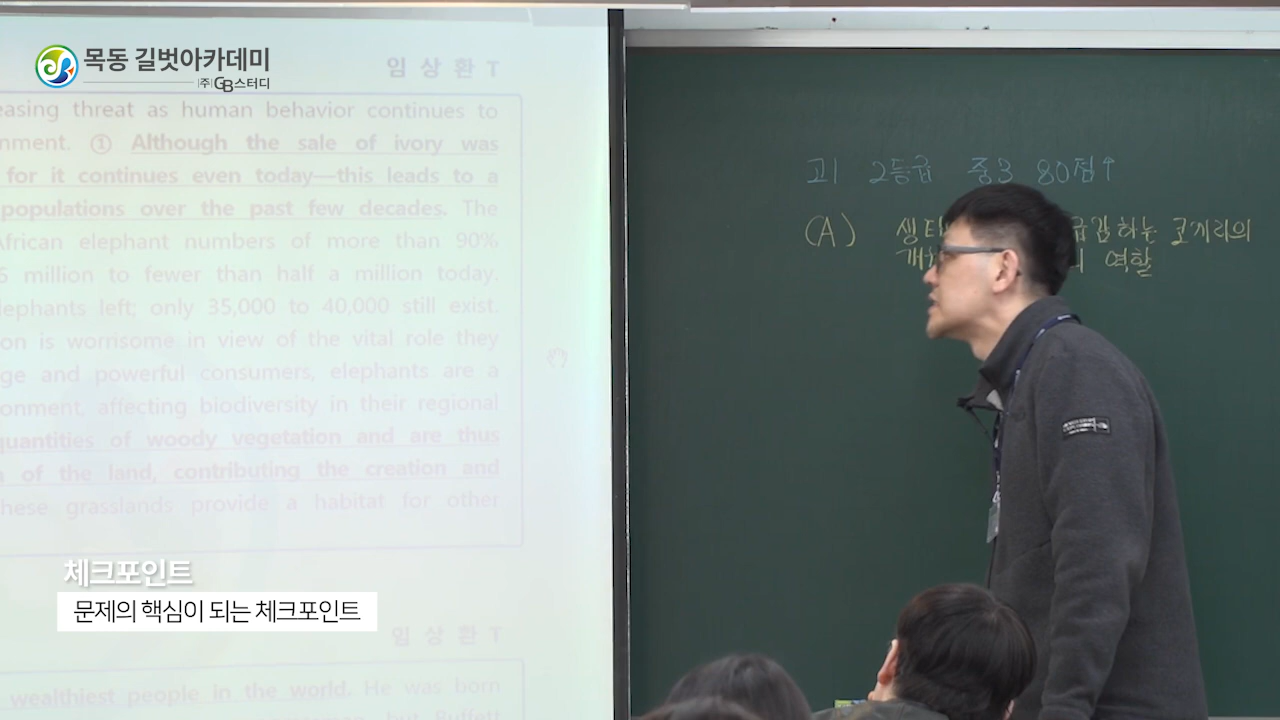 목동 길벗아카데미
(주)GB스터디
임 상 환 T
easing threat as human behavior continues to
nment. ① Although the sale of ivory was
for it continues even today—this leads to a
populations over the past few decades. The
African elephant numbers of more than 90%
5 million to fewer than half a million today.
lephants left; only 35,000 to 40,000 still exist.
on is worrisome in view of the vital role they
ge and powerful consumers, elephants are a
onment, affecting biodiversity in their regional
quantities of woody vegetation and are thus
n of the land, contributing the creation and
hese grasslands provide a habitat for other
임 상 환 T
wealthiest people in the world. He was born
but Buffett
고1 2등급 중3 80점↑
(A) 생태 급감하는 코끼리의
역할
체크포인트
문제의 핵심이 되는 체크포인트